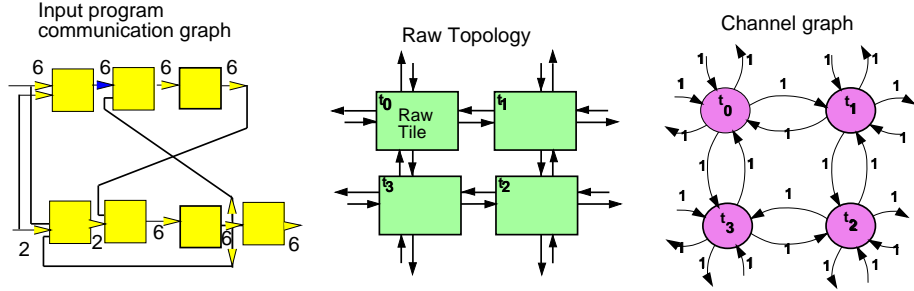 Input program
communication graph
6 6 6 6
2 2 6 6 6
Raw Topology
t0 t1
Raw
Tile
t3 t2
Channel graph
1 1 1 1
1 1 1
t0 t1
1 1 1
1 1 1 1
1 1 1
t3 t2
1 1 1
1 1 1 1